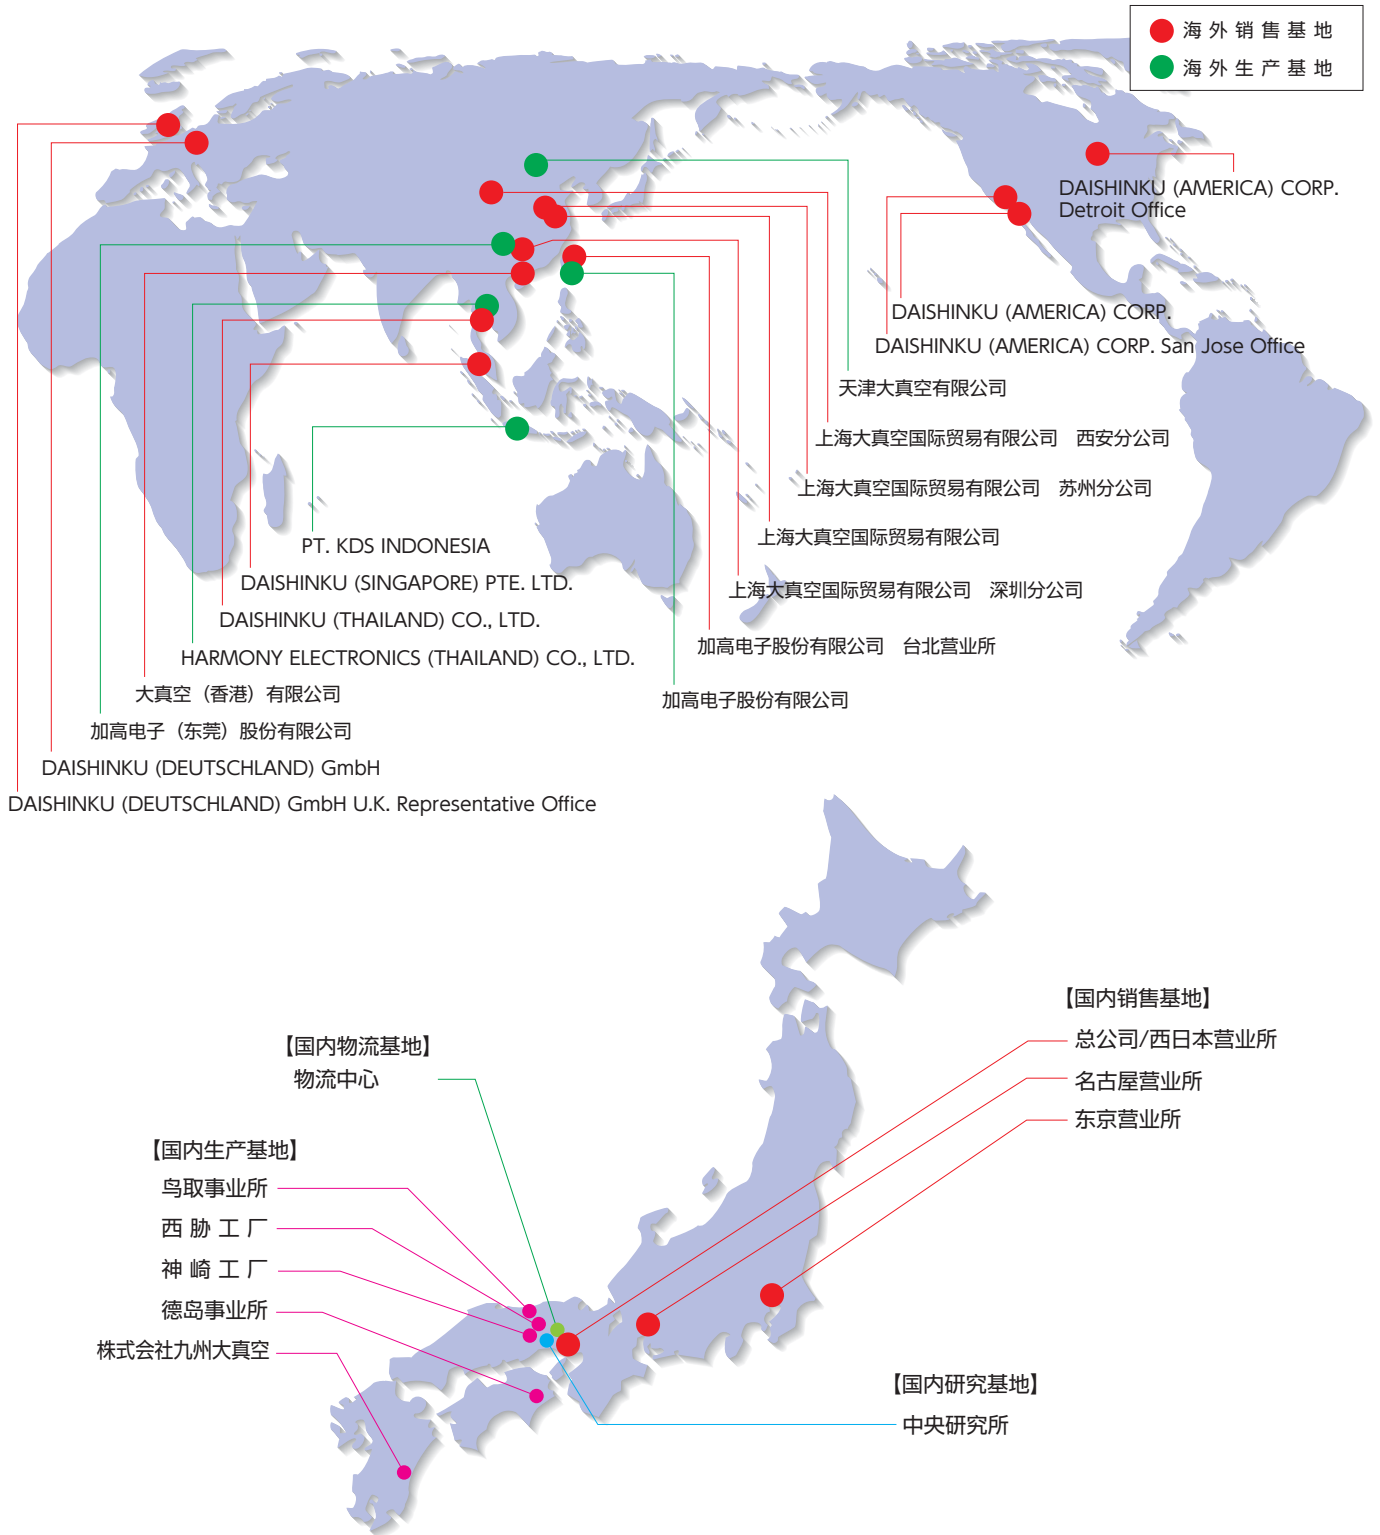 海外销售基地
海外生产基地
DAISHINKU (AMERICA) CORP.
Detroit Office
DAISHINKU (AMERICA) CORP.
DAISHINKU (AMERICA) CORP. San Jose Office
天津大真空有限公司
上海大真空国际贸易有限公司 西安分公司
上海大真空国际贸易有限公司 苏州分公司
上海大真空国际贸易有限公司
上海大真空国际贸易有限公司 深圳分公司
加高电子股份有限公司 台北营业所
加高电子股份有限公司
PT. KDS INDONESIA
DAISHINKU (SINGAPORE) PTE. LTD.
DAISHINKU (THAILAND) CO., LTD.
HARMONY ELECTRONICS (THAILAND) CO., LTD.
大真空（香港）有限公司
加高电子（东莞）股份有限公司
DAISHINKU (DEUTSCHLAND) GmbH
DAISHINKU (DEUTSCHLAND) GmbH U.K. Representative Office
【国内销售基地】
总公司/西日本营业所
名古屋营业所
东京营业所
【国内物流基地】
物流中心
【国内生产基地】
鸟取事业所
西胁工厂
神崎工厂
德岛事业所
株式会社九州大真空
【国内研究基地】
中央研究所